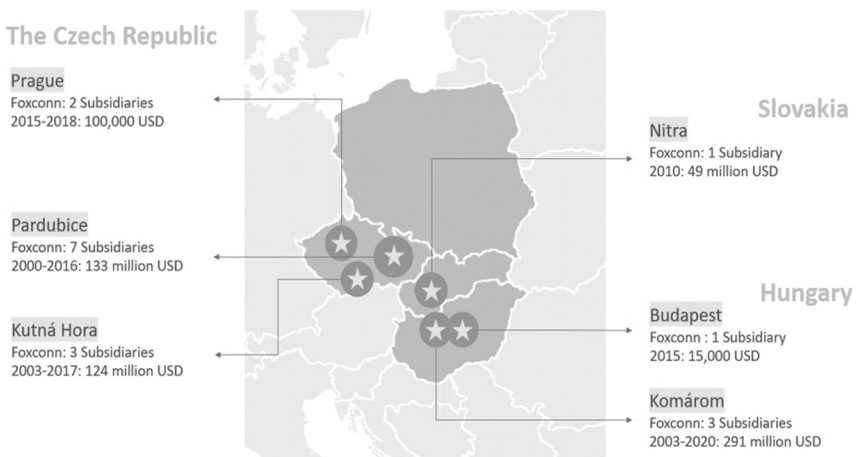 The Czech Republic
Prague
Foxconn: 2 Subsidiaries
2015-2018: 100,000 USD
Pardubice
Foxconn: 7 Subsidiaries
2000-2016: 133 million USD
Kutná Hora
Foxconn: 3 Subsidiaries
2003-2017: 124 million USD
Slovakia
Nitra
Foxconn: 1 Subsidiary
2010: 49 million USD
Hungary
Budapest
Foxconn : 1 Subsidiary
2015: 15,000 USD
Komárom
Foxconn: 3 Subsidiaries
2003-2020: 291 million USD